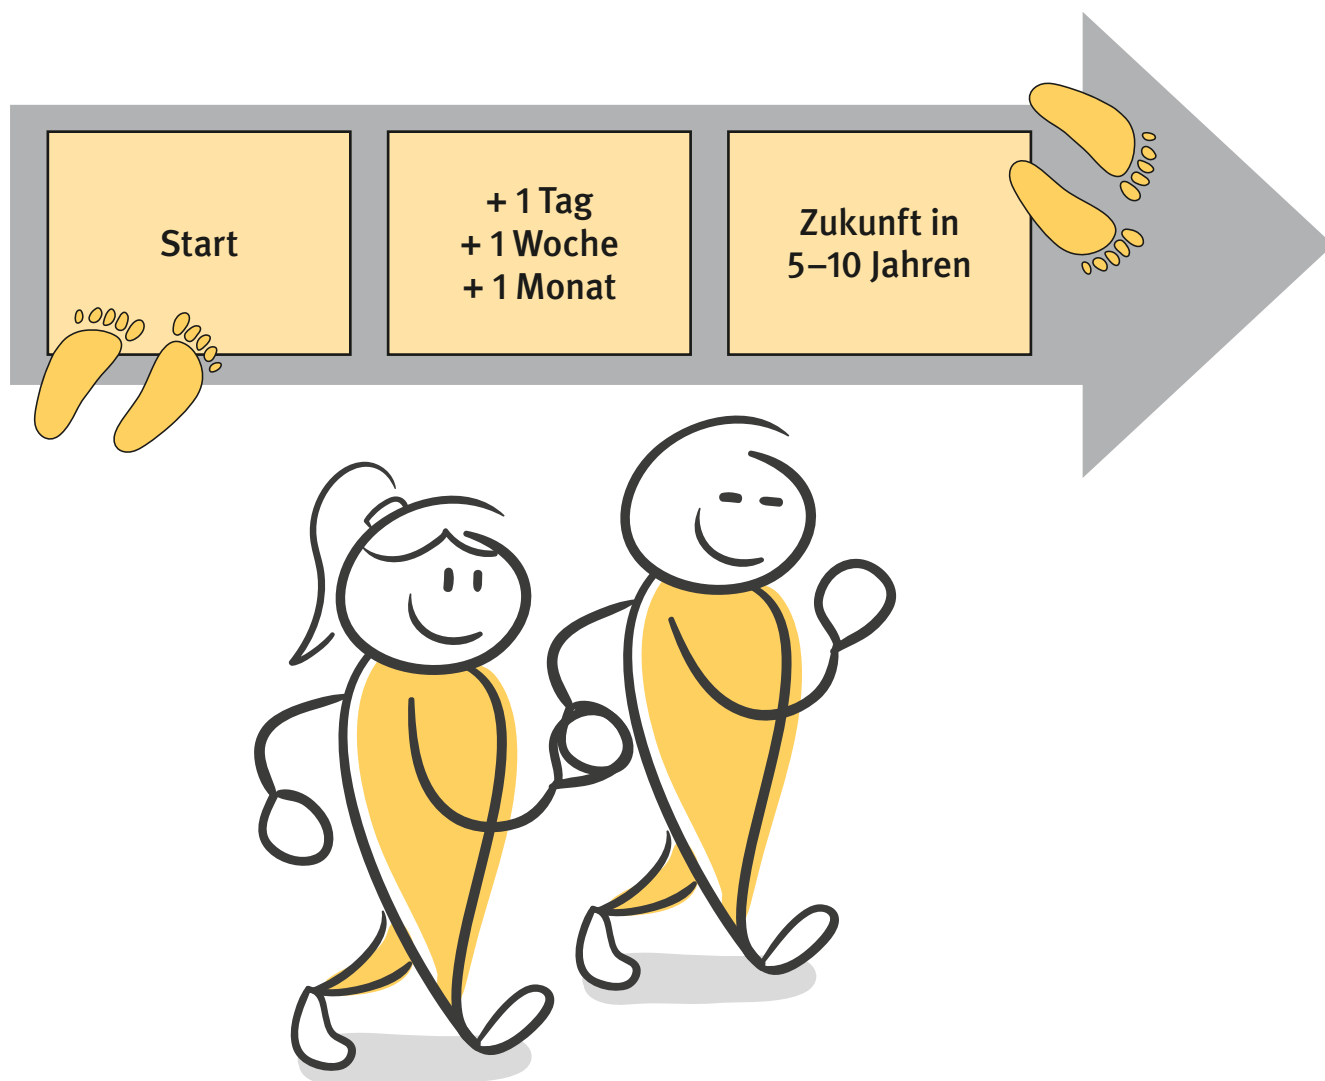 Start
+ 1 Tag
+ 1 Woche
+ 1 Monat
Zukunft in
5–10 Jahren